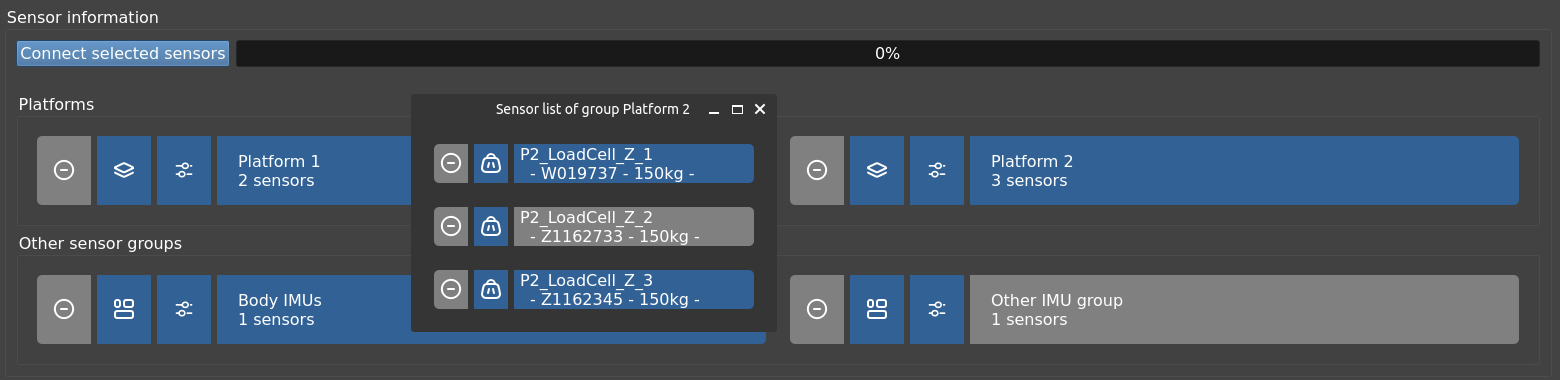 Sensor information
Connect selected sensors
0%
Platforms
Platform 1
2 sensors
Platform 2
3 sensors
Sensor list of group Platform 2
P2_LoadCell_Z_1
- W019737 - 150kg -
P2_LoadCell_Z_2
- Z1162733 - 150kg -
P2_LoadCell_Z_3
- Z1162345 - 150kg -
Other sensor groups
Body IMUs
1 sensors
Other IMU group
1 sensors